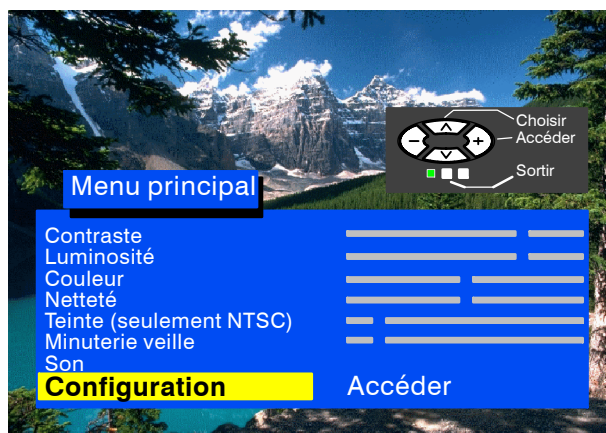 Choisir
Accéder
Sortir
Menu principal
Contraste
Luminosité
Couleur
Netteté
Teinte (seulement NTSC)
Minuterie veille
Son
Configuration Accéder